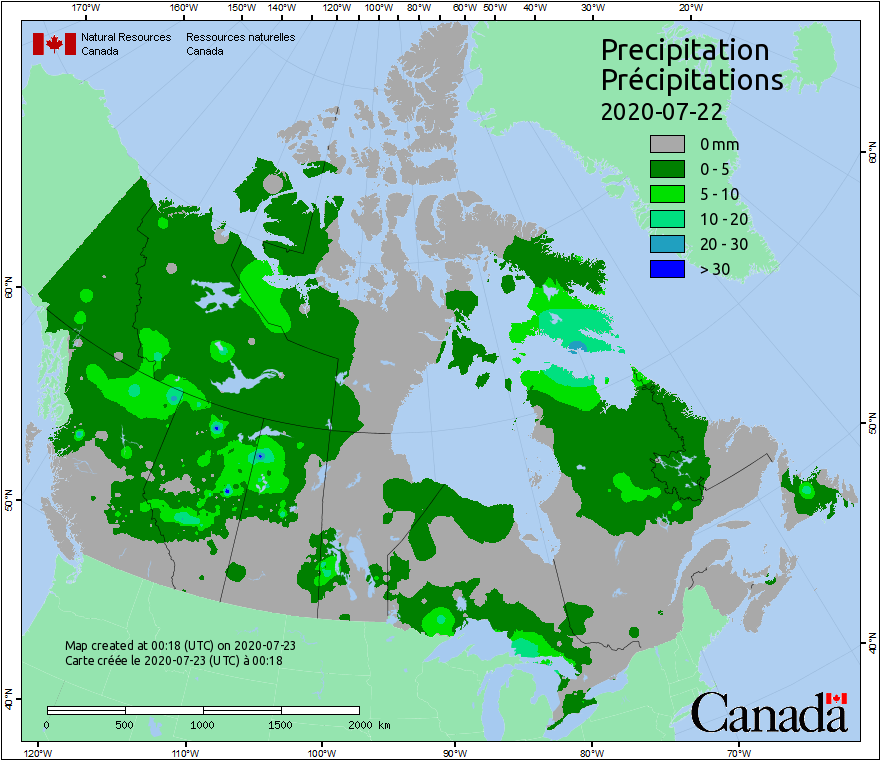 170°W 160°W 150°W 140°W 120°W 110°W 100°W 90°W 80°W 60°W 50°W 40°W 30°W 20°W
Natural Resources Ressources naturelles
Canada Canada
Precipitation
Précipitations
2020-07-22
0 mm
0 - 5
5 - 10
10 - 20
20 - 30
> 30
60°N
60°N
50°N
50°N
40°N
40°N
Map created at 00:18 (UTC) on 2020-07-23
Carte créée le 2020-07-23 (UTC) à 00:18
0 500 1000 1500 2000 km
Canada
120°W 110°W 100°W 90°W 80°W 70°W